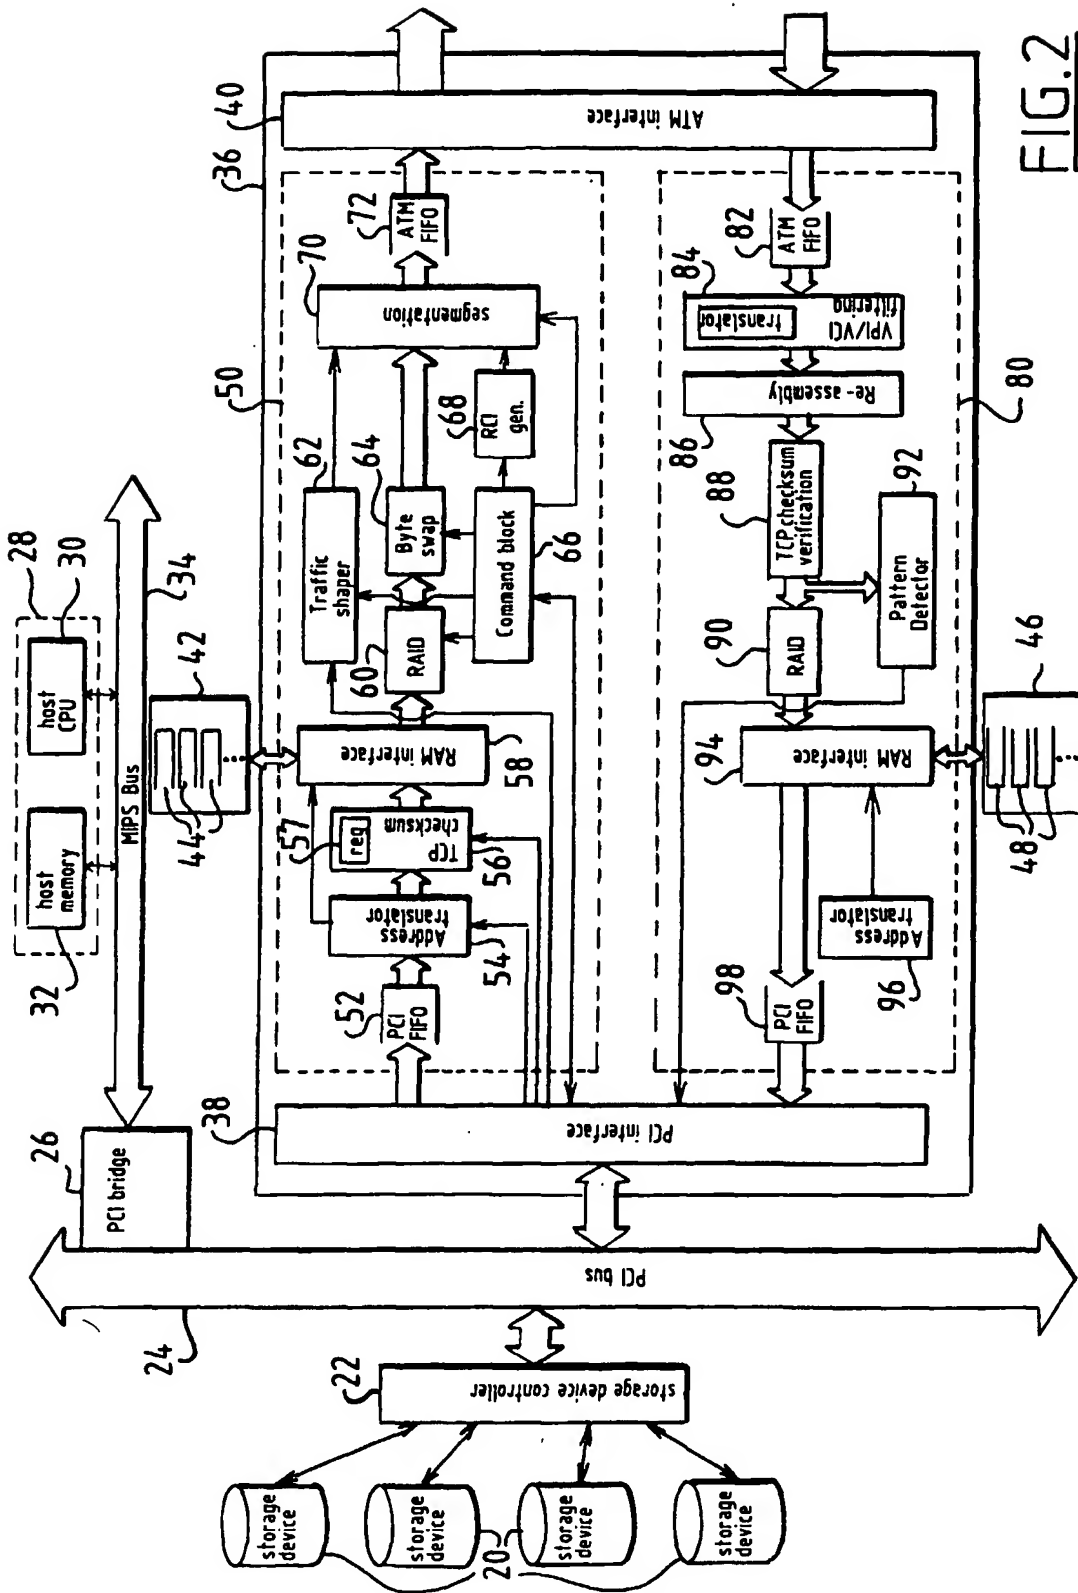 FIG.2
28
30
host
CPU
host
memory
32
34
MIPS Bus
26
PCI bridge
24
PCI bus
22
storage device controller
storage
device
storage
device
storage
device
storage
device
20
42
44
36
40
ATM interface
38
PCI interface
50
52
PCI
FIFO
54
Address
translator
57
reg
TCP
checksum
56
58
RAM interface
60
RAID
62
Traffic
shaper
64
Byte
swap
Command block
66
68
RCI
gen.
70
segmentation
72
ATM
FIFO
80
82
ATM
FIFO
84
translator
VPI/VCI
filtering
86
Re-assembly
88
TCP checksum
verification
90
RAID
92
Pattern
Detector
94
RAM interface
96
Address
translator
98
PCI
FIFO
46
48